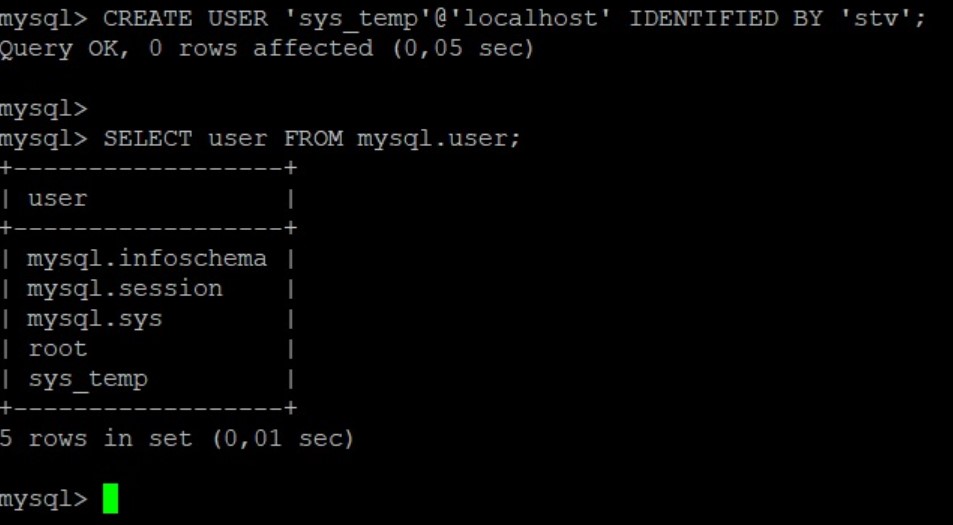 mysql> CREATE USER 'sys_temp'@'localhost' IDENTIFIED BY 'stv';
Query OK, 0 rows affected (0,05 sec)
mysql>
mysql> SELECT user FROM mysql.user;
+------------------+
| user             |
+------------------+
| mysql.infoschema |
| mysql.session    |
| mysql.sys        |
| root             |
| sys_temp         |
+------------------+
5 rows in set (0,01 sec)
mysql>